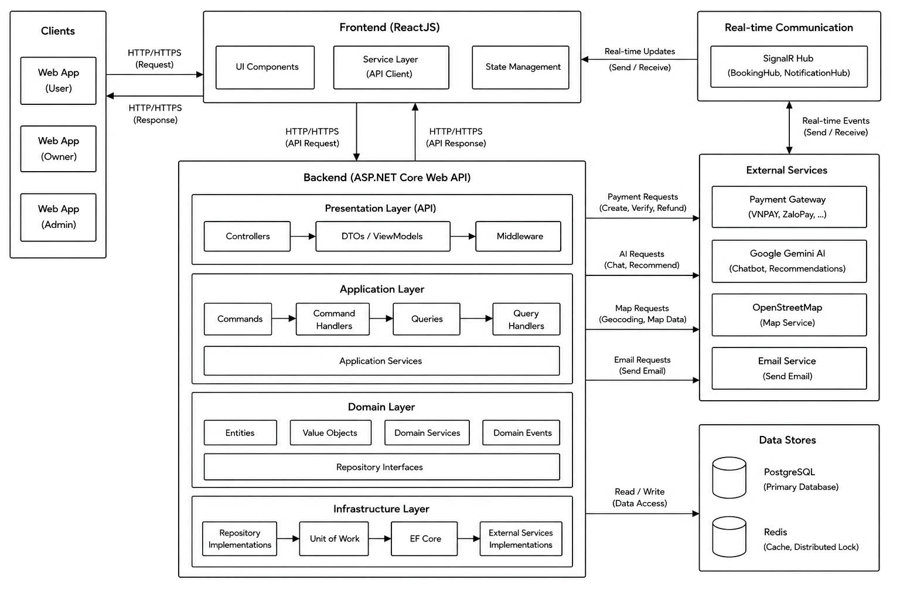 Clients
Web App
(User)
Web App
(Owner)
Web App
(Admin)
HTTP/HTTPS
(Request)
HTTP/HTTPS
(Response)
Frontend (ReactJS)
UI Components
Service Layer
(API Client)
State Management
Real-time Updates
(Send / Receive)
Real-time Communication
SignalR Hub
(BookingHub, NotificationHub)
HTTP/HTTPS
(API Request)
HTTP/HTTPS
(API Response)
Real-time Events
(Send / Receive)
Backend (ASP.NET Core Web API)
Presentation Layer (API)
Controllers
DTOs / ViewModels
Middleware
Application Layer
Commands
Command
Handlers
Queries
Query
Handlers
Application Services
Domain Layer
Entities
Value Objects
Domain Services
Domain Events
Repository Interfaces
Infrastructure Layer
Repository
Implementations
Unit of Work
EF Core
External Services
Implementations
Payment Requests
(Create, Verify, Refund)
AI Requests
(Chat, Recommend)
Map Requests
(Geocoding, Map Data)
Email Requests
(Send Email)
Read / Write
(Data Access)
External Services
Payment Gateway
(VNPAY, ZaloPay, ...)
Google Gemini AI
(Chatbot, Recommendations)
OpenStreetMap
(Map Service)
Email Service
(Send Email)
Data Stores
PostgreSQL
(Primary Database)
Redis
(Cache, Distributed Lock)